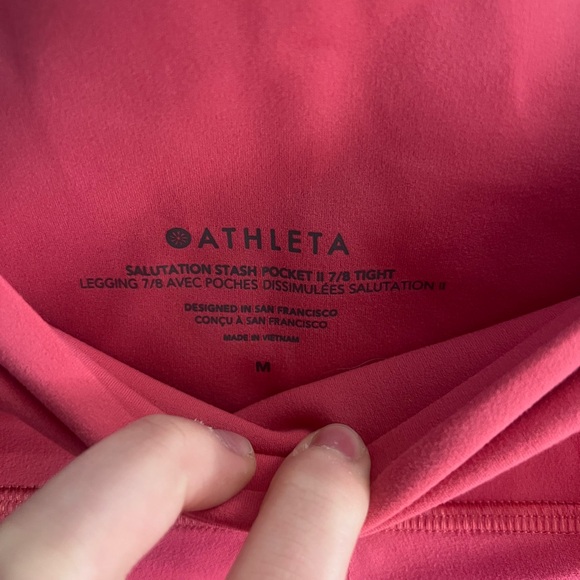 ATHLETA
SALUTATION STASH POCKET II 7/8 TIGHT
LEGGING 7/8 AVEC POCHES DISSIMULÉES SALUTATION II
DESIGNED IN SAN FRANCISCO
CONÇU À SAN FRANCISCO
MADE IN VIETNAM
M